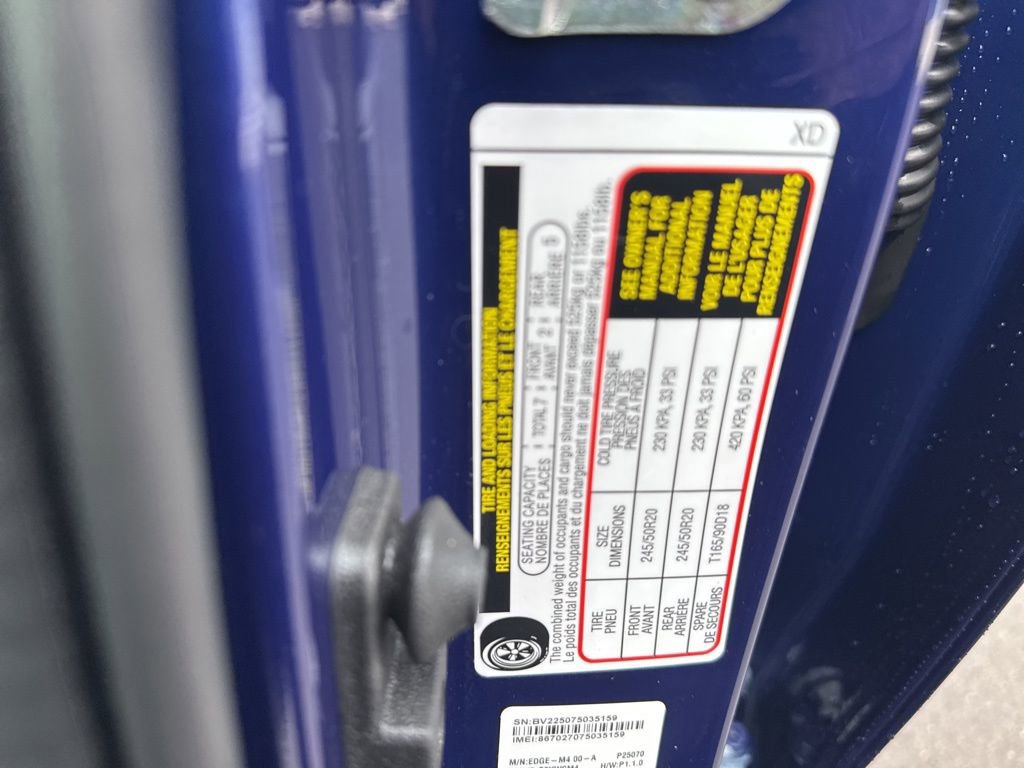 XD
TIRE AND LOADING INFORMATION
RENSEIGNEMENTS SUR LES PNEUS ET LE CHARGEMENT
SEATING CAPACITY TOTAL 7 FRONT 2 REAR 5
NOMBRE DE PLACES AVANT ARRIÈRE
The combined weight of occupants and cargo should never exceed 525kg or 1158lbs.
Le poids total des occupants et du chargement ne doit jamais dépasser 525kg ou 1158lb.
TIRE SIZE COLD TIRE PRESSURE
PNEU DIMENSIONS PRESSION DES
PNEUS A FROID
FRONT 245/50R20 230 KPA, 33 PSI
AVANT
REAR 245/50R20 230 KPA, 33 PSI
ARRIÈRE
SPARE T165/90D18 420 KPA, 60 PSI
DE SECOURS
SEE OWNER'S
MANUAL FOR
ADDITIONAL
INFORMATION
VOIR LE MANUEL
DE L'USAGER
POUR PLUS DE
RENSEIGNEMENTS
SN:BV225075035159
IMEI:867027075035159
M/N:EDGE-M4 00-A P25070
H/W:P1.1.0